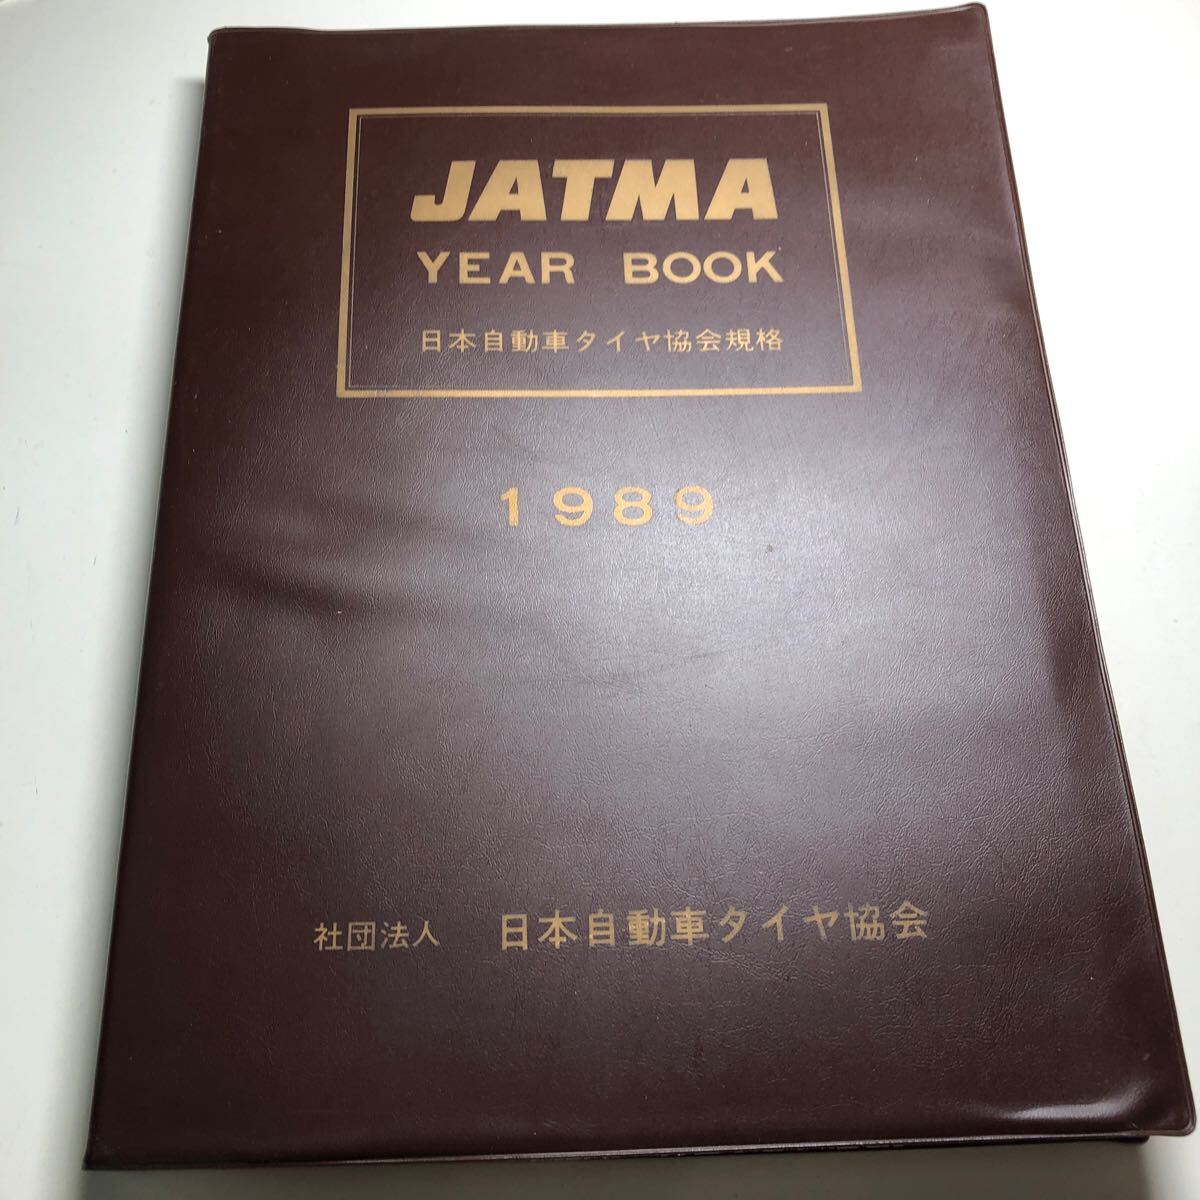 JATMA
YEAR BOOK
日本自動車タイヤ協会規格
1989
社団法人 日本自動車タイヤ協会